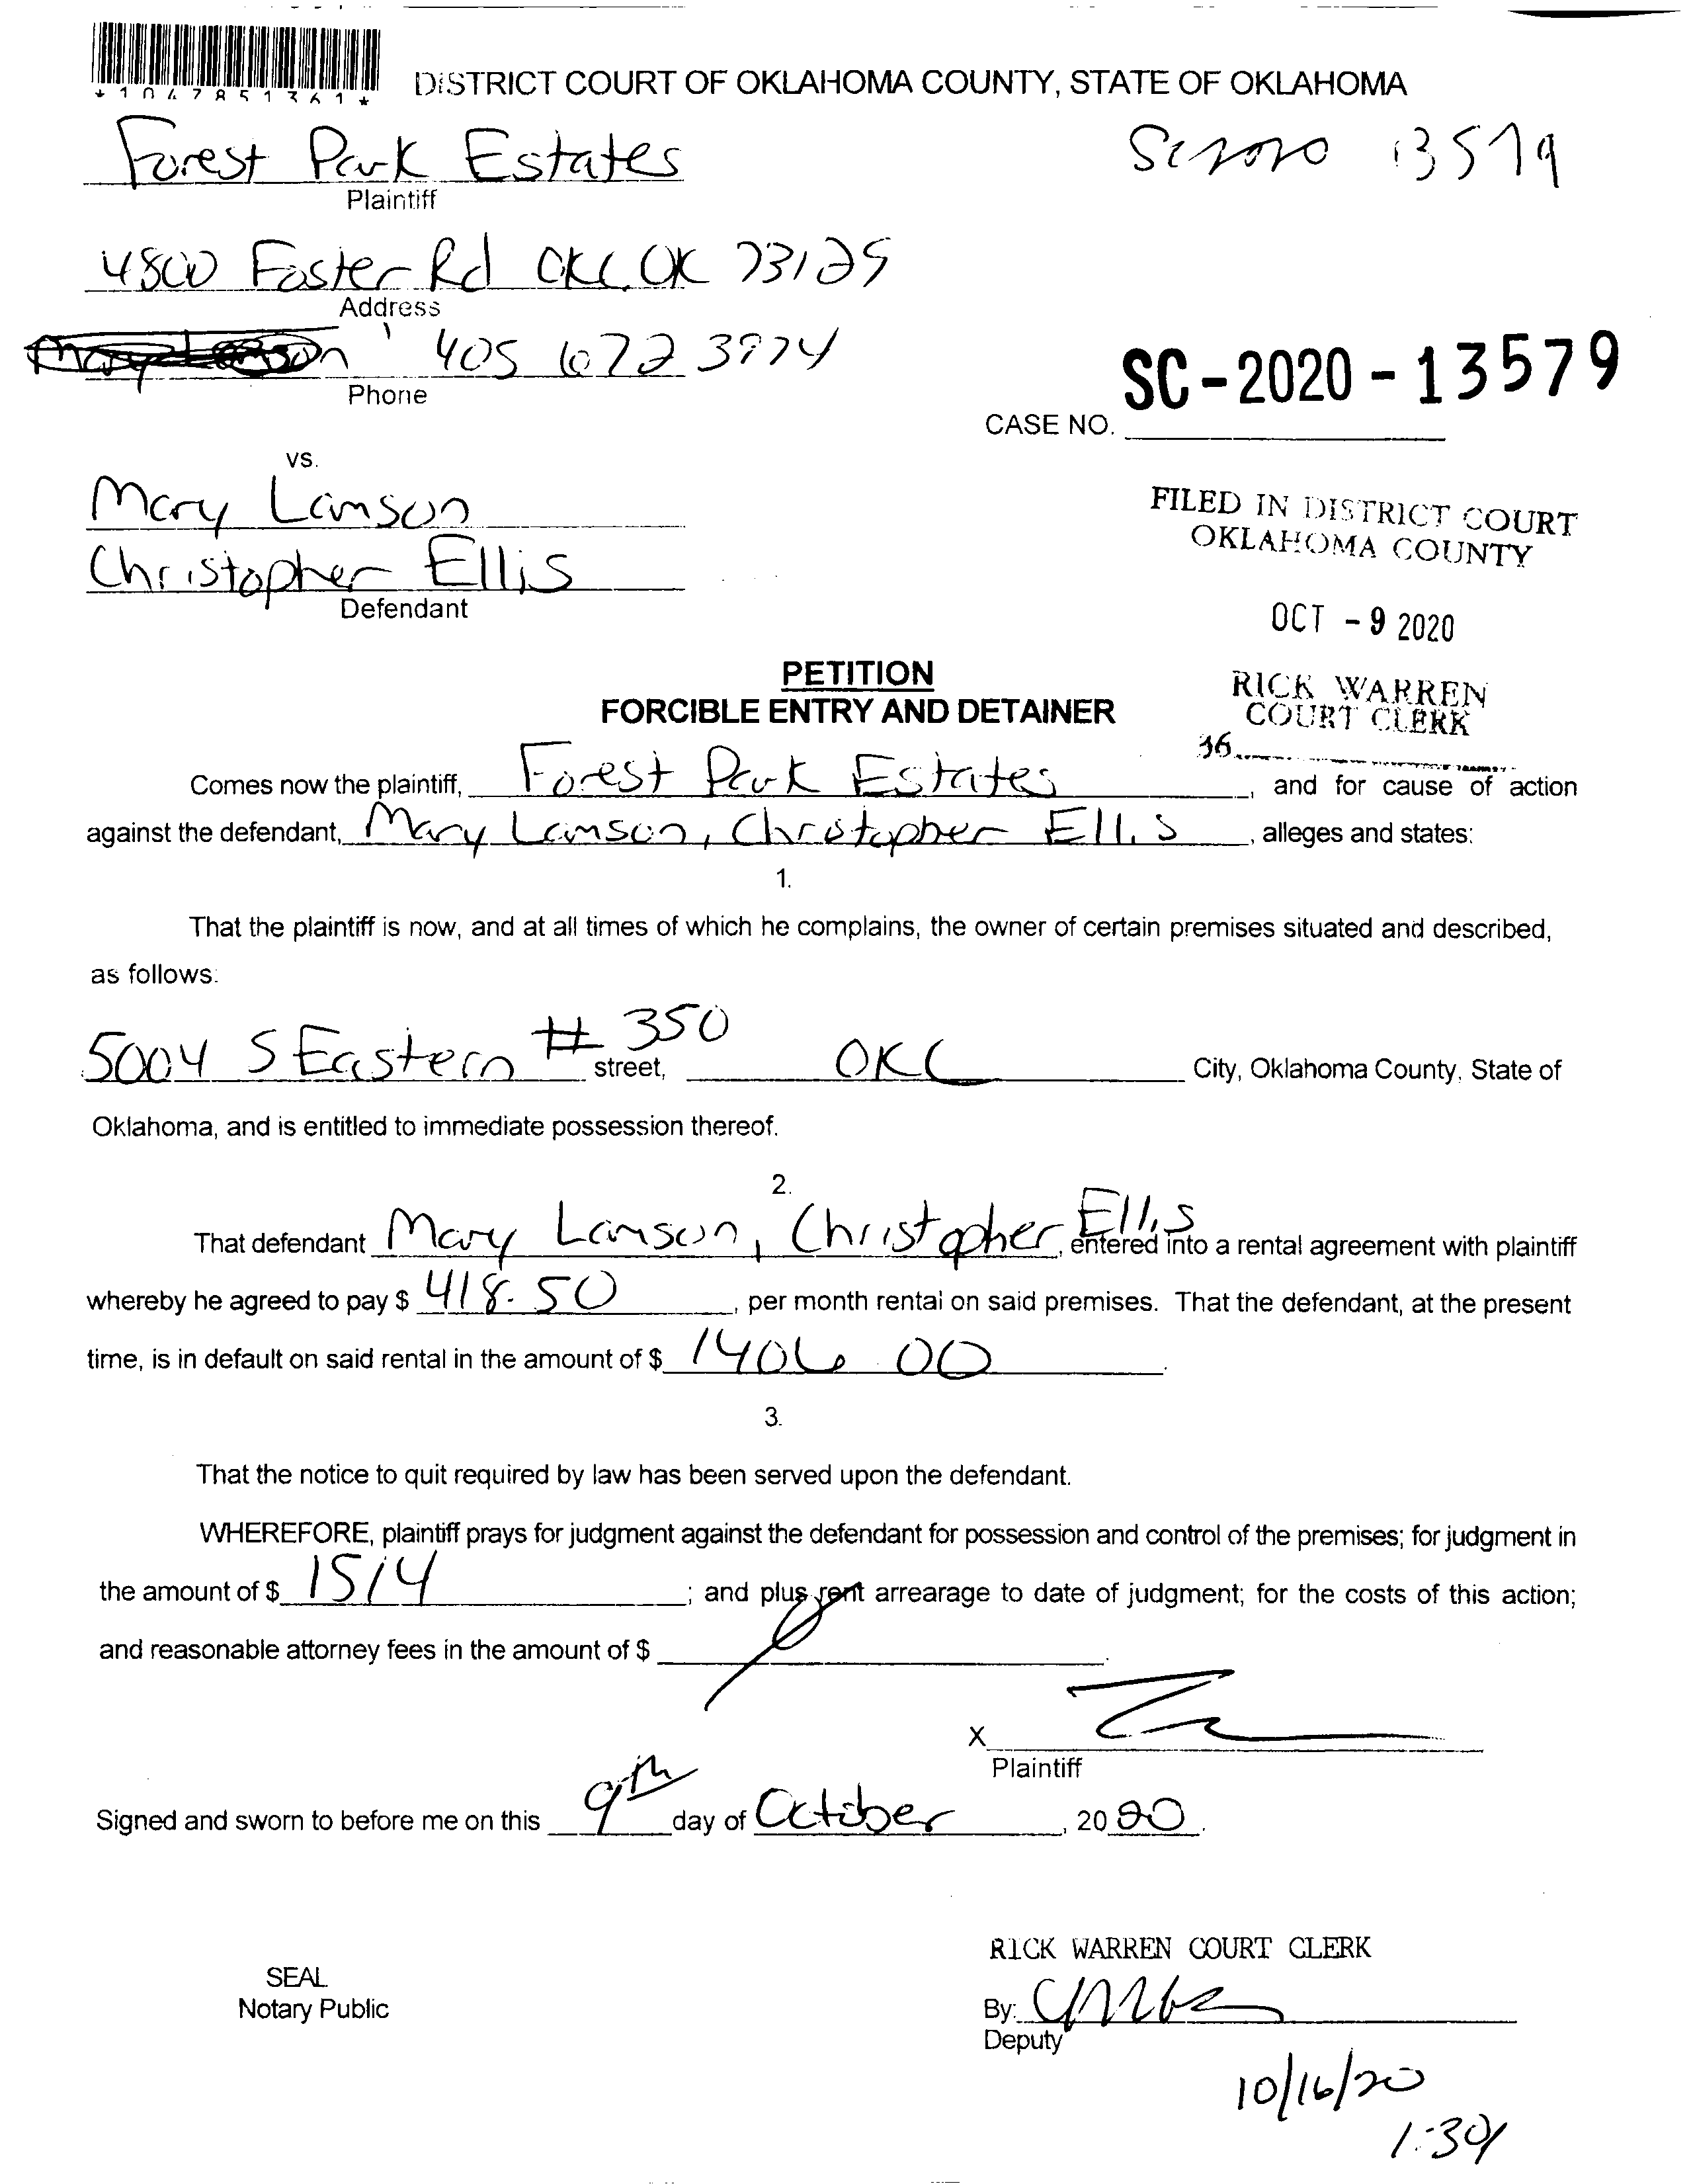 *1047851361*
DISTRICT COURT OF OKLAHOMA COUNTY, STATE OF OKLAHOMA
Forest Park Estates
Plaintiff
SC2020 13579
4800 Foster Rd OKC, OK 73129
Address
405 672 3974
Phone
SC-2020-13579
CASE NO.
vs.
Mary Lamson
Christopher Ellis
Defendant
FILED IN DISTRICT COURT
OKLAHOMA COUNTY
OCT -9 2020
RICK WARREN
COURT CLERK
36
PETITION
FORCIBLE ENTRY AND DETAINER
Comes now the plaintiff, Forest Park Estates, and for cause of action
against the defendant, Mary Lamson, Christopher Ellis, alleges and states:
1.
That the plaintiff is now, and at all times of which he complains, the owner of certain premises situated and described,
as follows:
5004 S Eastern # 350 street, OKC City, Oklahoma County, State of
Oklahoma, and is entitled to immediate possession thereof.
2.
That defendant Mary Lamson, Christopher Ellis, entered into a rental agreement with plaintiff
whereby he agreed to pay $ 418.50, per month rental on said premises. That the defendant, at the present
time, is in default on said rental in the amount of $ 1406 00.
3.
That the notice to quit required by law has been served upon the defendant.
WHEREFORE, plaintiff prays for judgment against the defendant for possession and control of the premises; for judgment in
the amount of $ 1514; and plus rent arrearage to date of judgment; for the costs of this action;
and reasonable attorney fees in the amount of $
X
Plaintiff
Signed and sworn to before me on this 9th day of October, 2020.
SEAL
Notary Public
RICK WARREN COURT CLERK
By:
Deputy
10/16/20
1:30